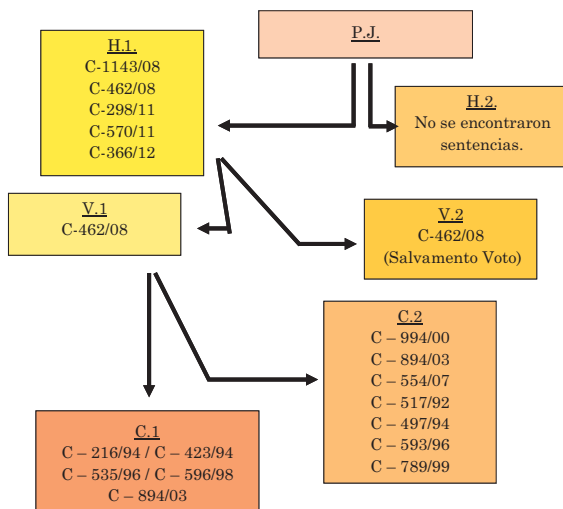 P.J.
H.1.
C-1143/08
C-462/08
C-298/11
C-570/11
C-366/12
H.2.
No se encontraron
sentencias.
V.1
C-462/08
V.2
C-462/08
(Salvamento Voto)
C.2
C – 994/00
C – 894/03
C – 554/07
C – 517/92
C – 497/94
C – 593/96
C – 789/99
C.1
C – 216/94 / C – 423/94
C – 535/96 / C – 596/98
C – 894/03